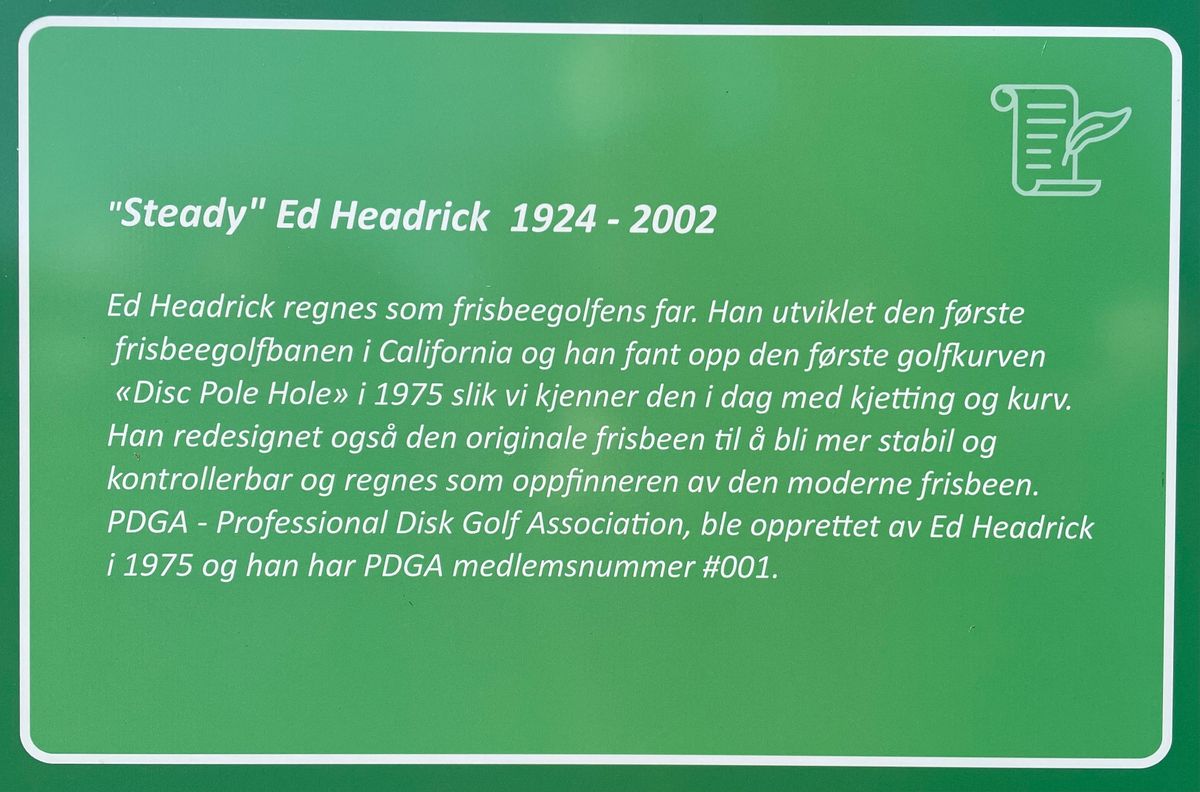 "Steady" Ed Headrick 1924 - 2002
Ed Headrick regnes som frisbeegolfens far. Han utviklet den første
frisbeegolfbanen i California og han fant opp den første golfkurven
«Disc Pole Hole» i 1975 slik vi kjenner den i dag med kjetting og kurv.
Han redesignet også den originale frisbeen til å bli mer stabil og
kontrollerbar og regnes som oppfinneren av den moderne frisbeen.
PDGA - Professional Disk Golf Association, ble opprettet av Ed Headrick
i 1975 og han har PDGA medlemsnummer #001.